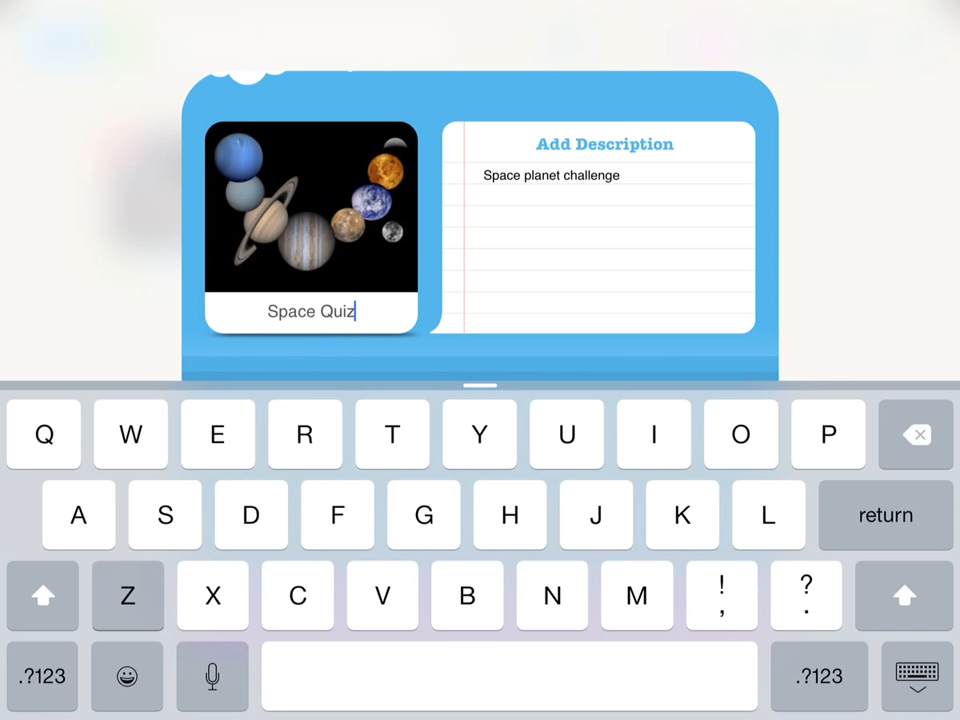 Add Description
Space planet challenge
Space Quiz
Q W E R T Y U I O P
A S D F G H J K L return
Z X C V B N M ! , ? .
.?123 .?123